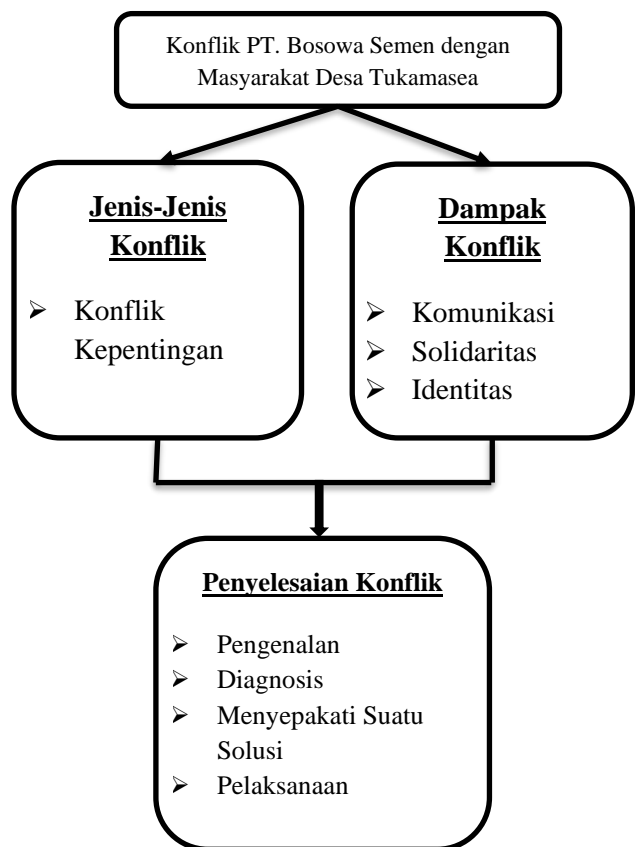 Konflik PT. Bosowa Semen dengan
Masyarakat Desa Tukamasea
Jenis-Jenis
Konflik
➢ Konflik
Kepentingan
Dampak
Konflik
➢ Komunikasi
➢ Solidaritas
➢ Identitas
Penyelesaian Konflik
➢ Pengenalan
➢ Diagnosis
➢ Menyepakati Suatu
Solusi
➢ Pelaksanaan